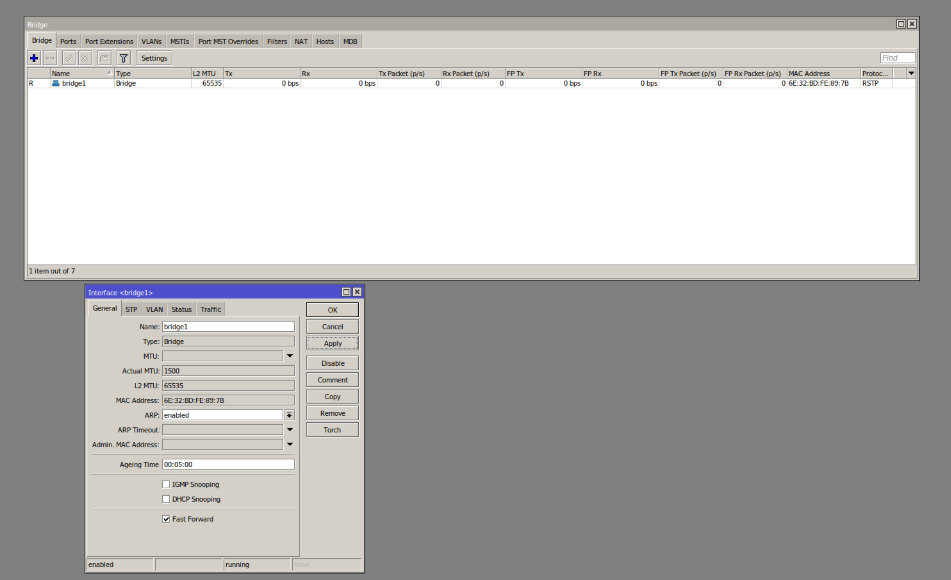 Bridge
Bridge Ports Port Extensions VLANs MSTIs Port MST Overrides Filters NAT Hosts MDB
Settings Find
Name Type L2 MTU Tx Rx Tx Packet (p/s) Rx Packet (p/s) FP Tx FP Rx FP Tx Packet (p/s) FP Rx Packet (p/s) MAC Address Protoc...
R bridge1 Bridge 65535 0 bps 0 bps 0 0 0 bps 0 bps 0 0 6E:32:BD:FE:89:7B RSTP
1 item out of 7
Interface <bridge1>
General STP VLAN Status Traffic
Name: bridge1
Type: Bridge
MTU:
Actual MTU: 1500
L2 MTU: 65535
MAC Address: 6E:32:BD:FE:89:7B
ARP: enabled
ARP Timeout:
Admin. MAC Address:
Ageing Time 00:05:00
IGMP Snooping
DHCP Snooping
Fast Forward
OK
Cancel
Apply
Disable
Comment
Copy
Remove
Torch
enabled running slave